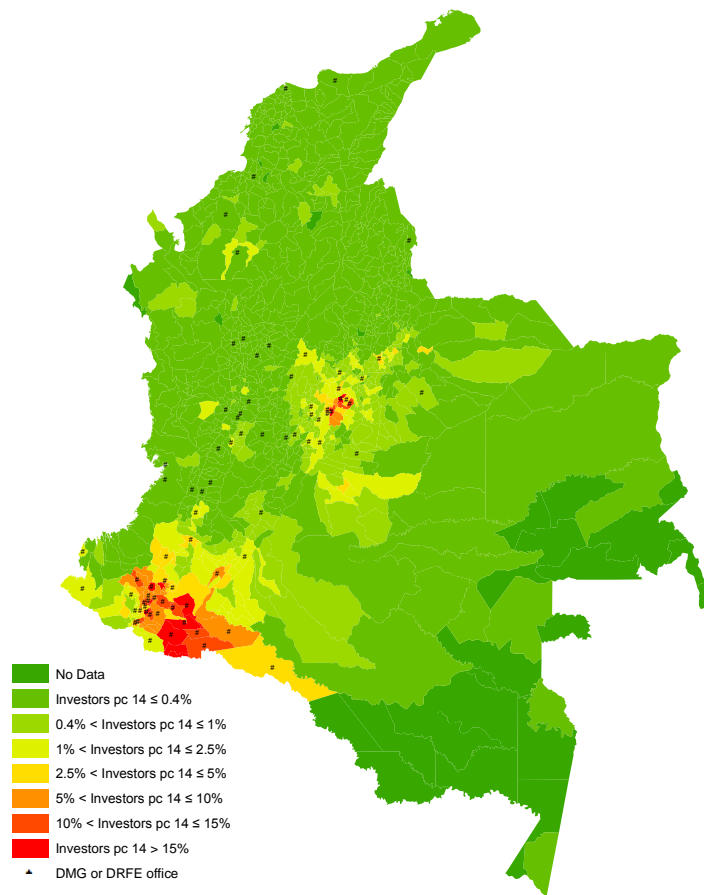 No Data
Investors pc 14 ≤ 0.4%
0.4% < Investors pc 14 ≤ 1%
1% < Investors pc 14 ≤ 2.5%
2.5% < Investors pc 14 ≤ 5%
5% < Investors pc 14 ≤ 10%
10% < Investors pc 14 ≤ 15%
Investors pc 14 > 15%
DMG or DRFE office